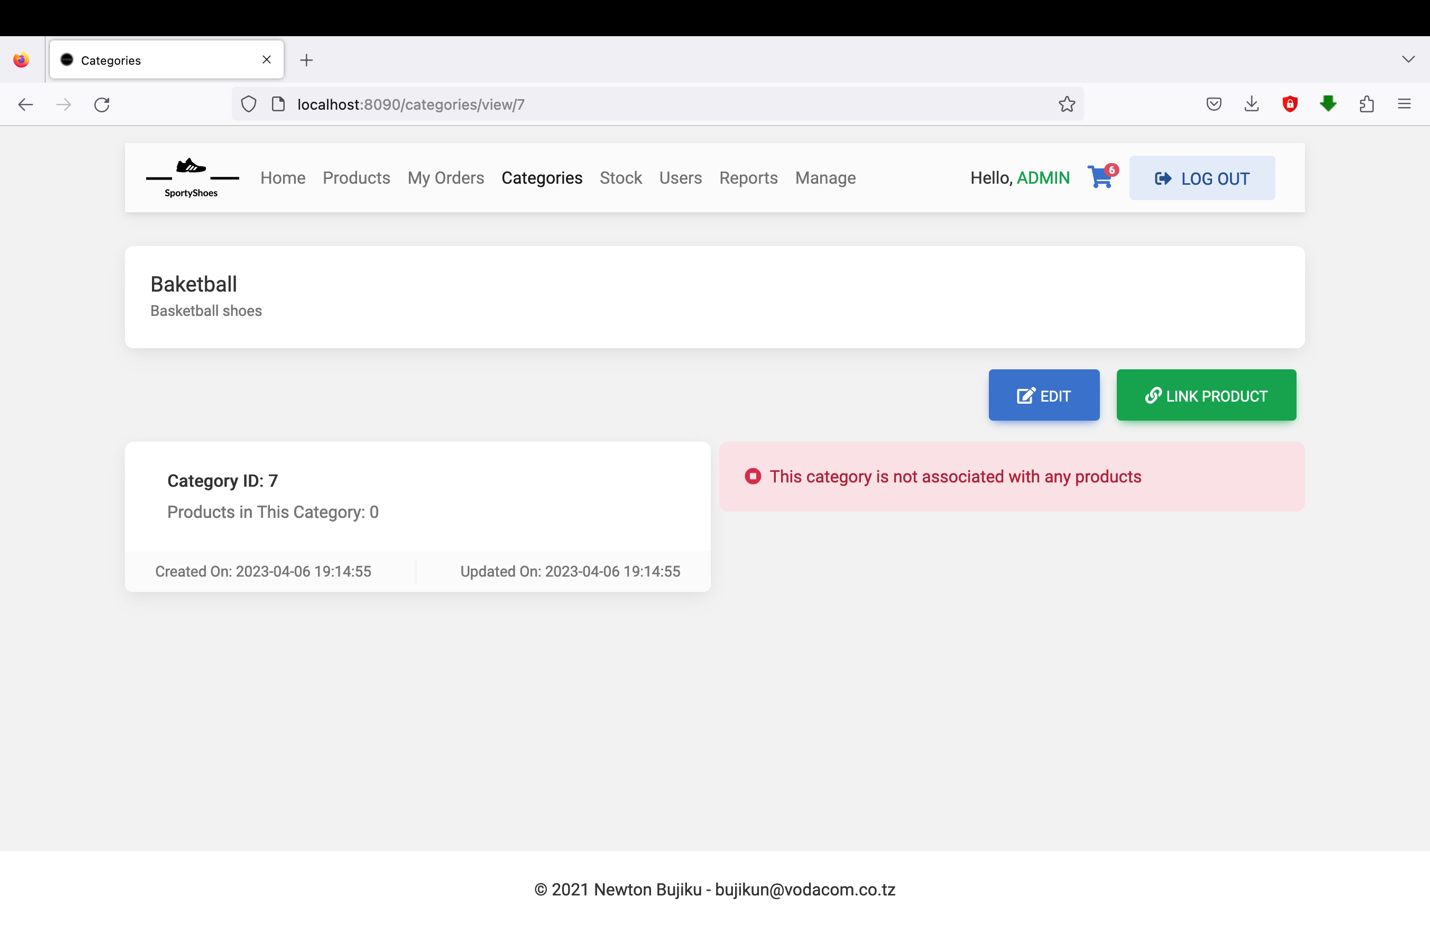 Categories
localhost:8090/categories/view/7
SportyShoes
Home Products My Orders Categories Stock Users Reports Manage Hello, ADMIN 6 LOG OUT
Baketball
Basketball shoes
EDIT LINK PRODUCT
Category ID: 7
Products in This Category: 0
Created On: 2023-04-06 19:14:55 Updated On: 2023-04-06 19:14:55
This category is not associated with any products
© 2021 Newton Bujiku - bujikun@vodacom.co.tz